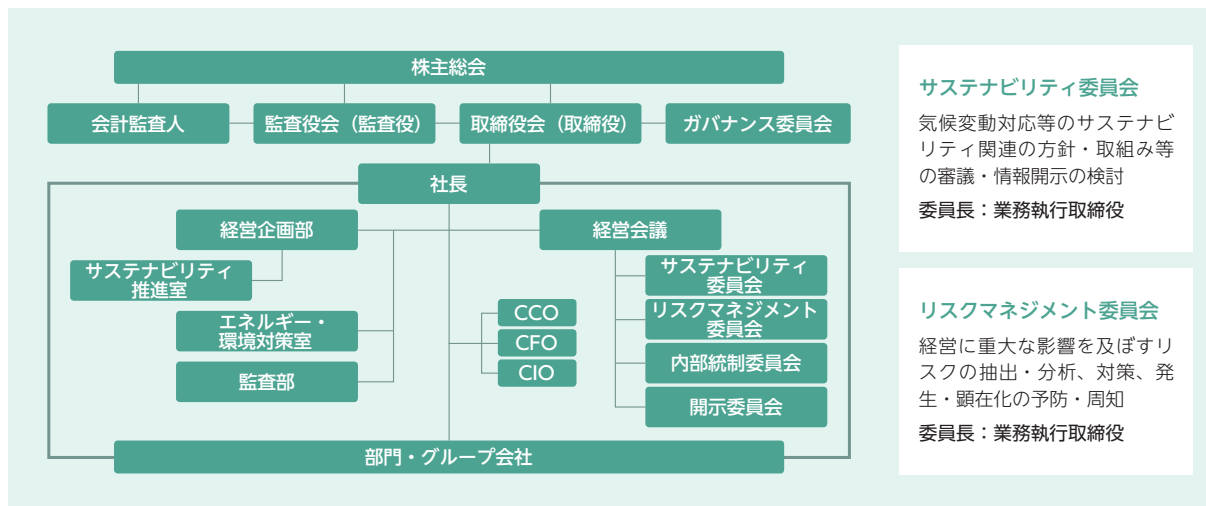 株主総会
会計監査人
監査役会（監査役）
取締役会（取締役）
ガバナンス委員会
社長
経営企画部
経営会議
サステナビリティ
推進室
サステナビリティ
委員会
エネルギー・
環境対策室
CCO
リスクマネジメント
委員会
CFO
監査部
CIO
内部統制委員会
開示委員会
部門・グループ会社
サステナビリティ委員会
気候変動対応等のサステナビ
リティ関連の方針・取組み等
の審議・情報開示の検討
委員長：業務執行取締役
リスクマネジメント委員会
経営に重大な影響を及ぼすリ
スクの抽出・分析、対策、発
生・顕在化の予防・周知
委員長：業務執行取締役